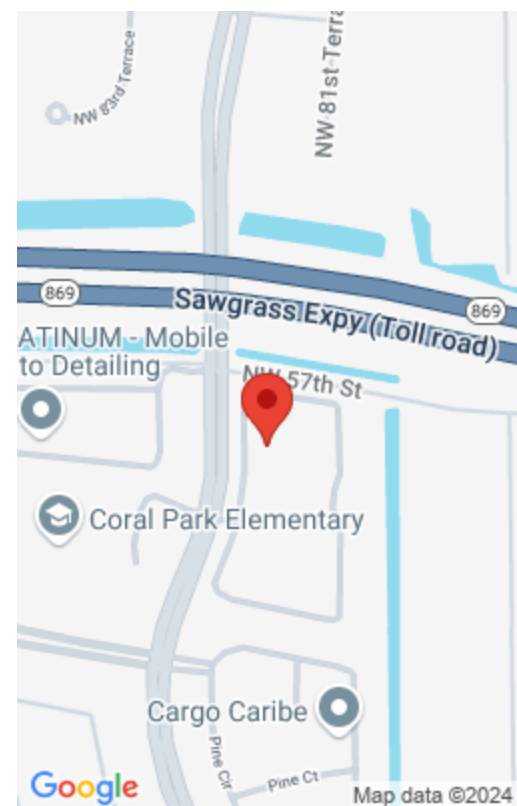 NW 83rd Terrace
NW 81st Terra
869
869
Sawgrass Expy (Toll road)
ATINUM - Mobile
to Detailing
NW 57th St
Coral Park Elementary
Cargo Caribe
Pine Cir
Pine Ct
Google
Map data ©2024